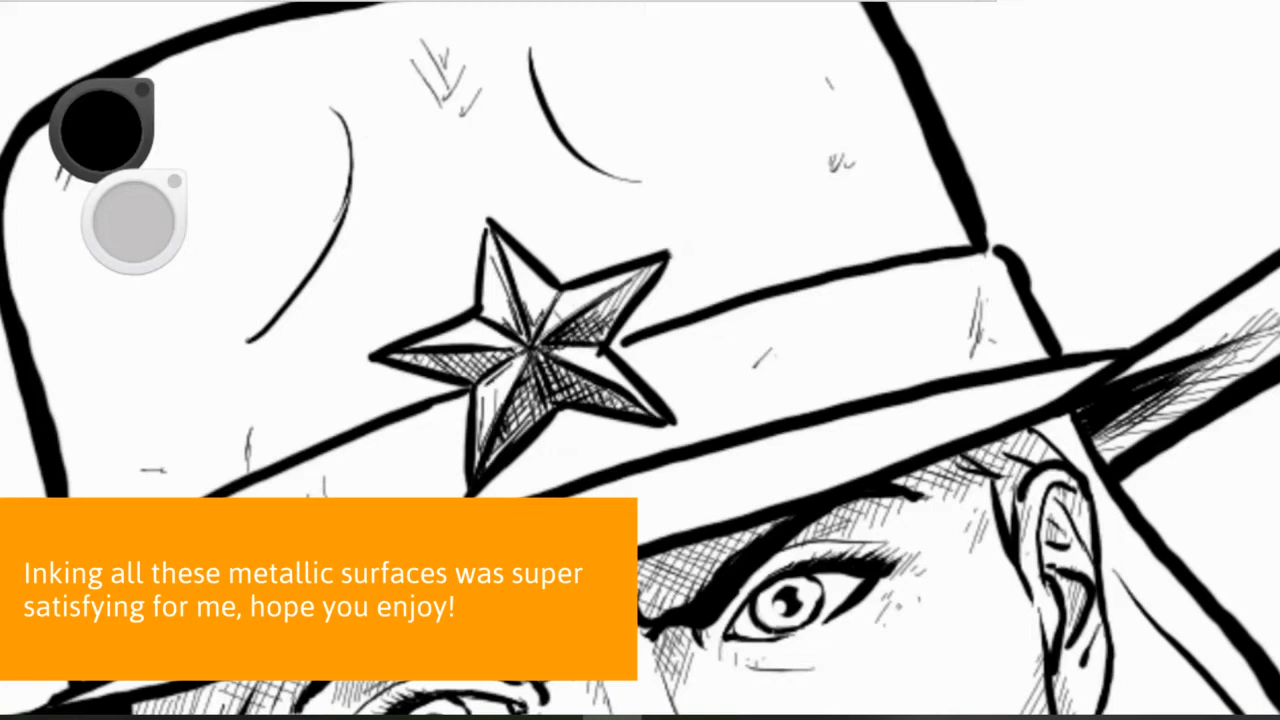 Inking all these metallic surfaces was super
satisfying for me, hope you enjoy!